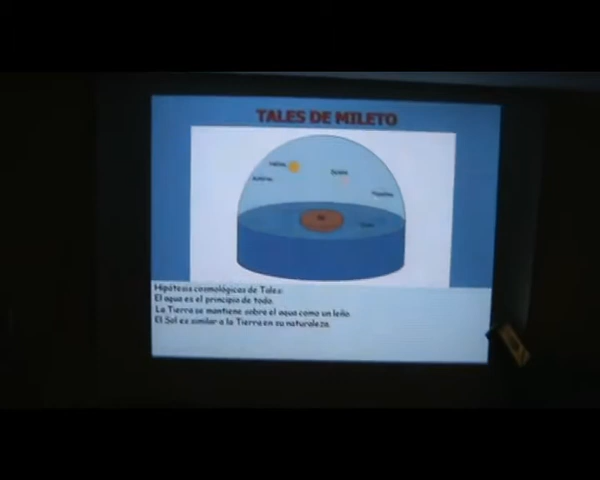 TALES DE MILETO
Hipótesis cosmológicas de Tales:
El agua es el principio de todo.
La Tierra se mantiene sobre el agua como un leño.
El Sol es similar a la Tierra en su naturaleza.